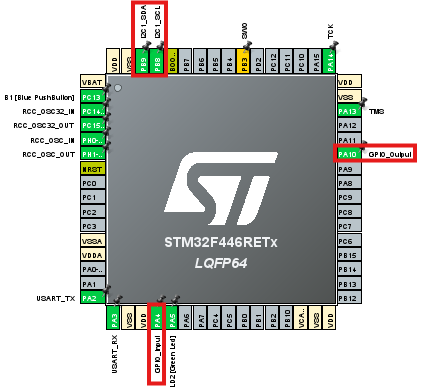 I2C1_SDA
I2C1_SCL
SWO
TCK
VDD
VSS
PB9
PB8
BOO...
PB7
PB6
PB5
PB4
PB3
PD2
PC12
PC11
PC10
PA15
PA14
VBAT
VDD
VSS
B1 [Blue PushButton]
PC13
PA13
TMS
RCC_OSC32_IN
PC14..
PA12
RCC_OSC32_OUT
PC15..
PA11
RCC_OSC_IN
PH0-..
PA10
GPIO_Output
RCC_OSC_OUT
PH1-..
PA9
NRST
PA8
PC0
PC9
PC1
PC8
PC2
PC7
PC3
PC6
VSSA
PB15
VDDA
PB14
PA0-..
PB13
PA1
PB12
USART_TX
PA2
STM32F446RETx
LQFP64
PA3
VSS
VDD
PA4
PA5
PA6
PA7
PC4
PC5
PB0
PB1
PB2
PB10
VCA..
VSS
VDD
USART_RX
GPIO_Input
LD2 [Green Led]